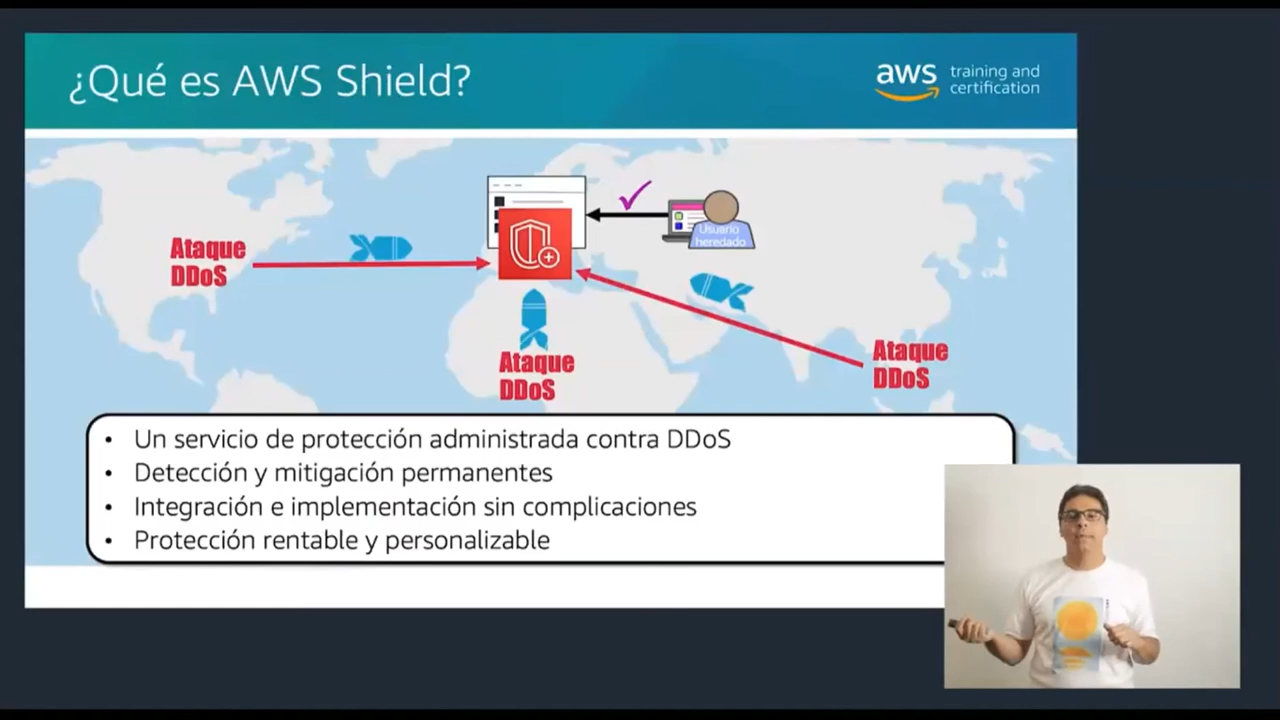 ¿Qué es AWS Shield?
aws training and
certification
Usuario
heredado
Ataque
DDoS
Ataque
DDoS
Ataque
DDoS
• Un servicio de protección administrada contra DDoS
• Detección y mitigación permanentes
• Integración e implementación sin complicaciones
• Protección rentable y personalizable